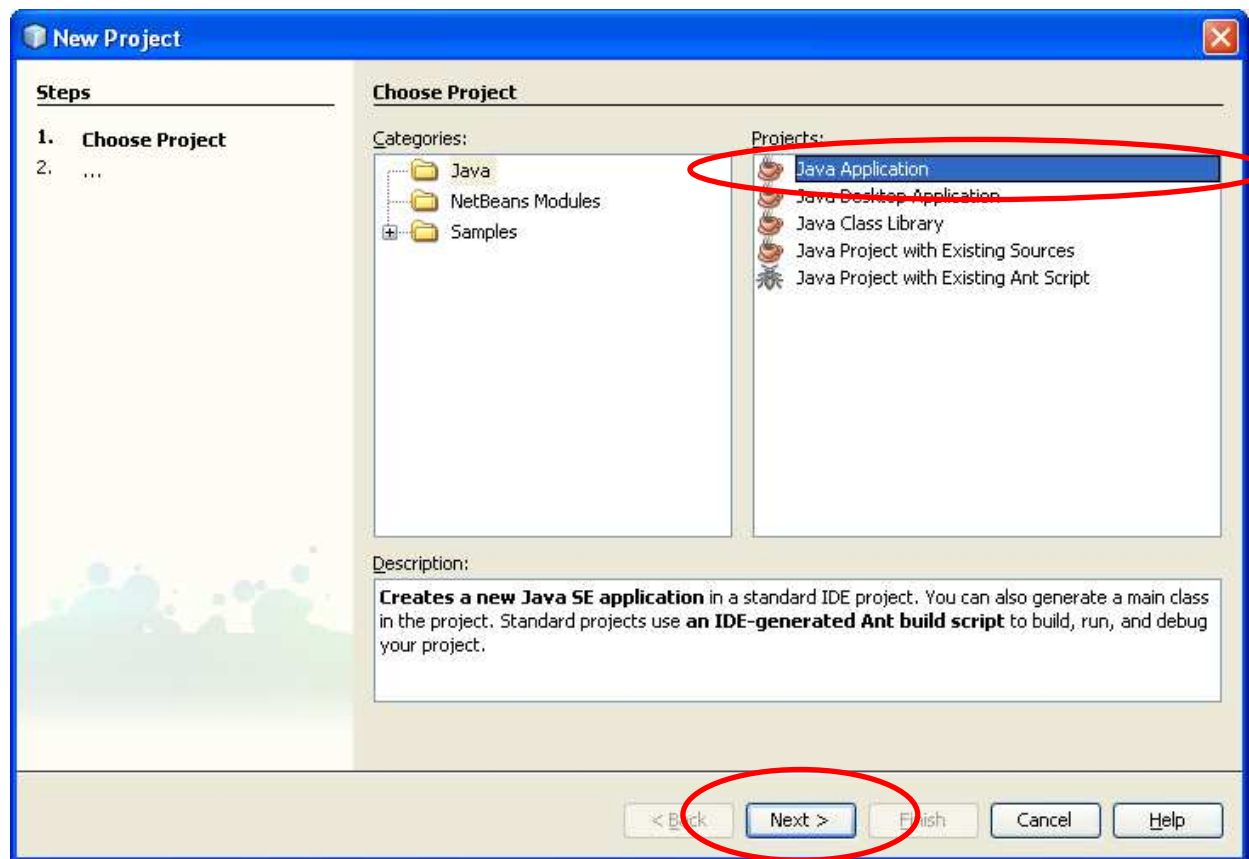 New Project
Steps
1. Choose Project
2. ...
Choose Project
Categories:
Java
NetBeans Modules
Samples
Projects:
Java Application
Java Desktop Application
Java Class Library
Java Project with Existing Sources
Java Project with Existing Ant Script
Description:
Creates a new Java SE application in a standard IDE project. You can also generate a main class
in the project. Standard projects use an IDE-generated Ant build script to build, run, and debug
your project.
< Back
Next >
Finish
Cancel
Help